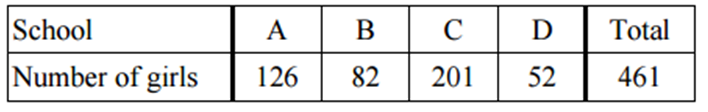 School A B C D Total
Number of girls 126 82 201 52 461